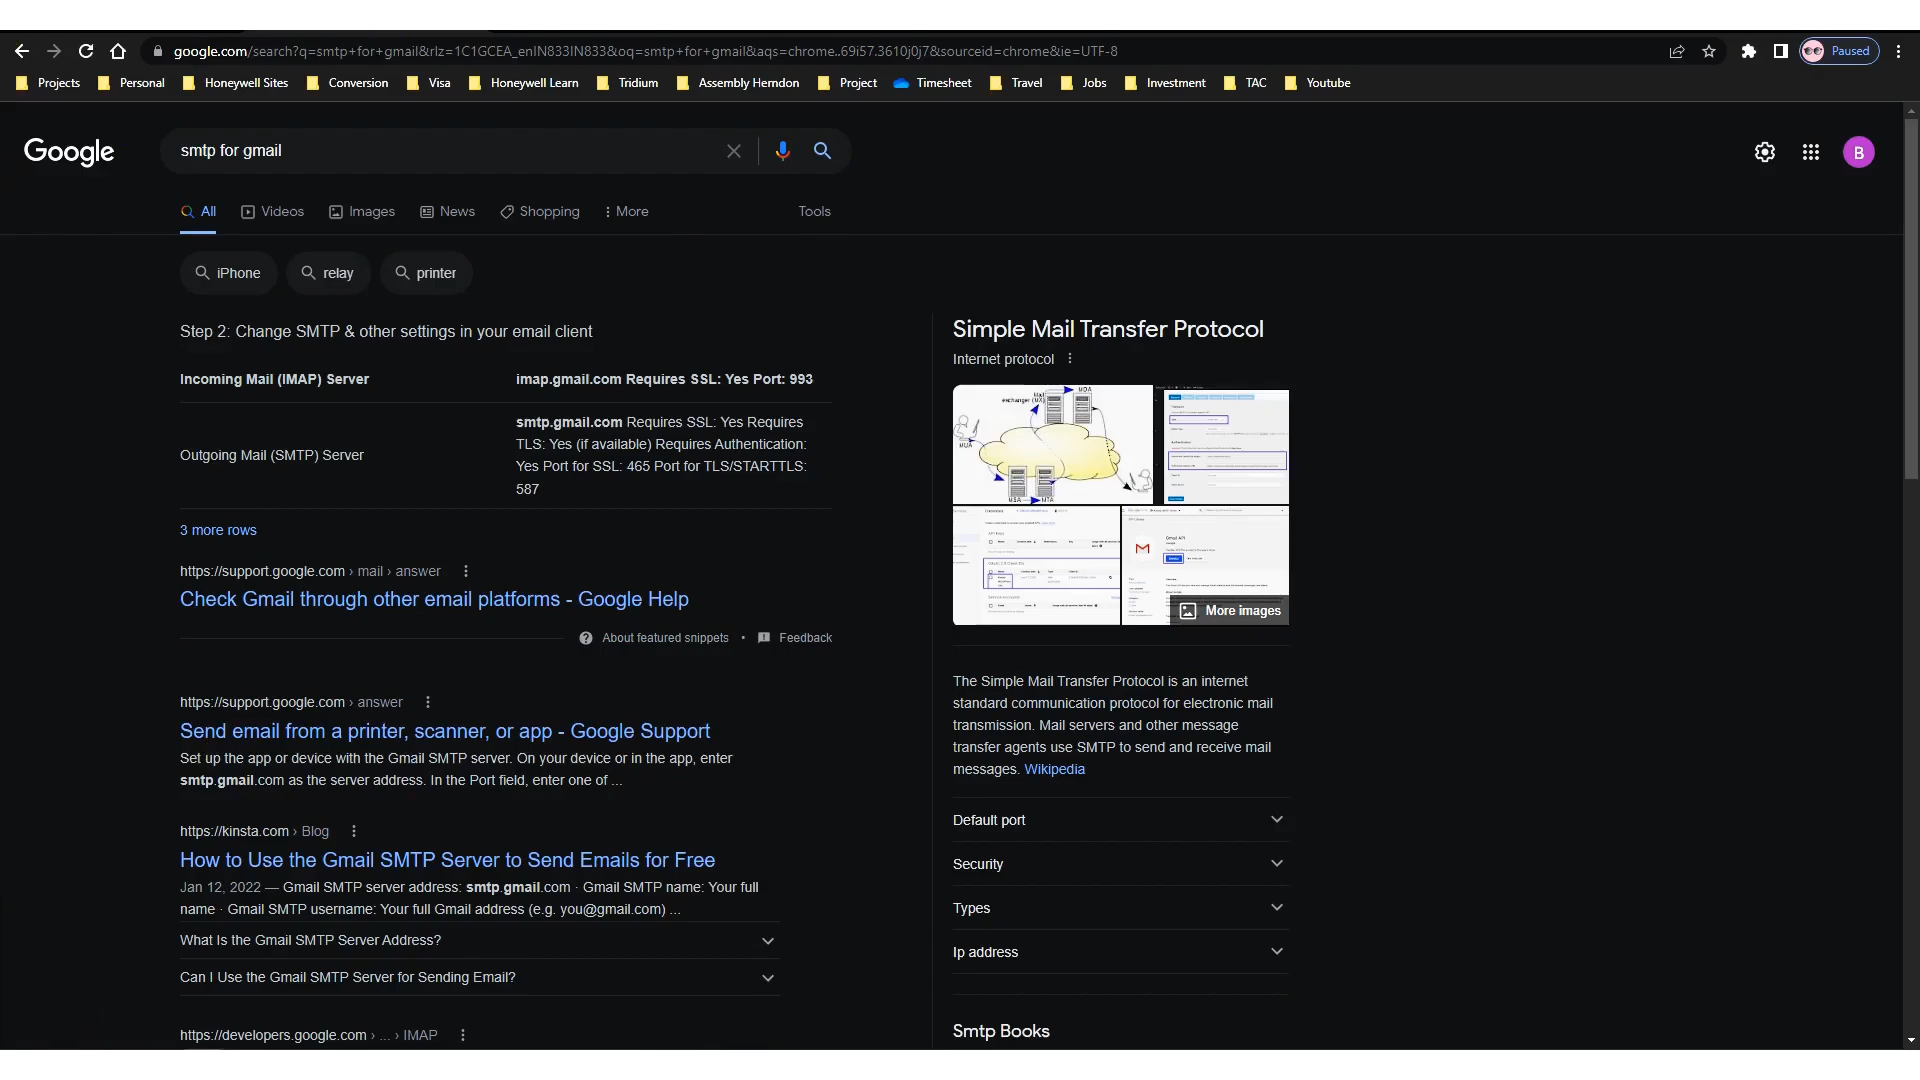 google.com/search?q=smtp+for+gmail&rlz=1C1GCEA_enIN833IN833&oq=smtp+for+gmail&aqs=chrome..69i57.3610j0j7&sourceid=chrome&ie=UTF-8
Paused
Projects Personal Honeywell Sites Conversion Visa Honeywell Learn Tridium Assembly Herndon Project Timesheet Travel Jobs Investment TAC Youtube
Google
smtp for gmail
B
All Videos Images News Shopping More Tools
iPhone relay printer
Step 2: Change SMTP & other settings in your email client
Incoming Mail (IMAP) Server
imap.gmail.com Requires SSL: Yes Port: 993
Outgoing Mail (SMTP) Server
smtp.gmail.com Requires SSL: Yes Requires
TLS: Yes (if available) Requires Authentication:
Yes Port for SSL: 465 Port for TLS/STARTTLS:
587
3 more rows
https://support.google.com › mail › answer
Check Gmail through other email platforms - Google Help
About featured snippets • Feedback
https://support.google.com › answer
Send email from a printer, scanner, or app - Google Support
Set up the app or device with the Gmail SMTP server. On your device or in the app, enter
smtp.gmail.com as the server address. In the Port field, enter one of ...
https://kinsta.com › Blog
How to Use the Gmail SMTP Server to Send Emails for Free
Jan 12, 2022 — Gmail SMTP server address: smtp.gmail.com · Gmail SMTP name: Your full
name · Gmail SMTP username: Your full Gmail address (e.g. you@gmail.com) ...
What Is the Gmail SMTP Server Address?
Can I Use the Gmail SMTP Server for Sending Email?
https://developers.google.com › ... › IMAP
Simple Mail Transfer Protocol
Internet protocol
exchanger (MX)
MDA
MUA
MSA
MTA
Gmail API
More images
The Simple Mail Transfer Protocol is an internet
standard communication protocol for electronic mail
transmission. Mail servers and other message
transfer agents use SMTP to send and receive mail
messages. Wikipedia
Default port
Security
Types
Ip address
Smtp Books